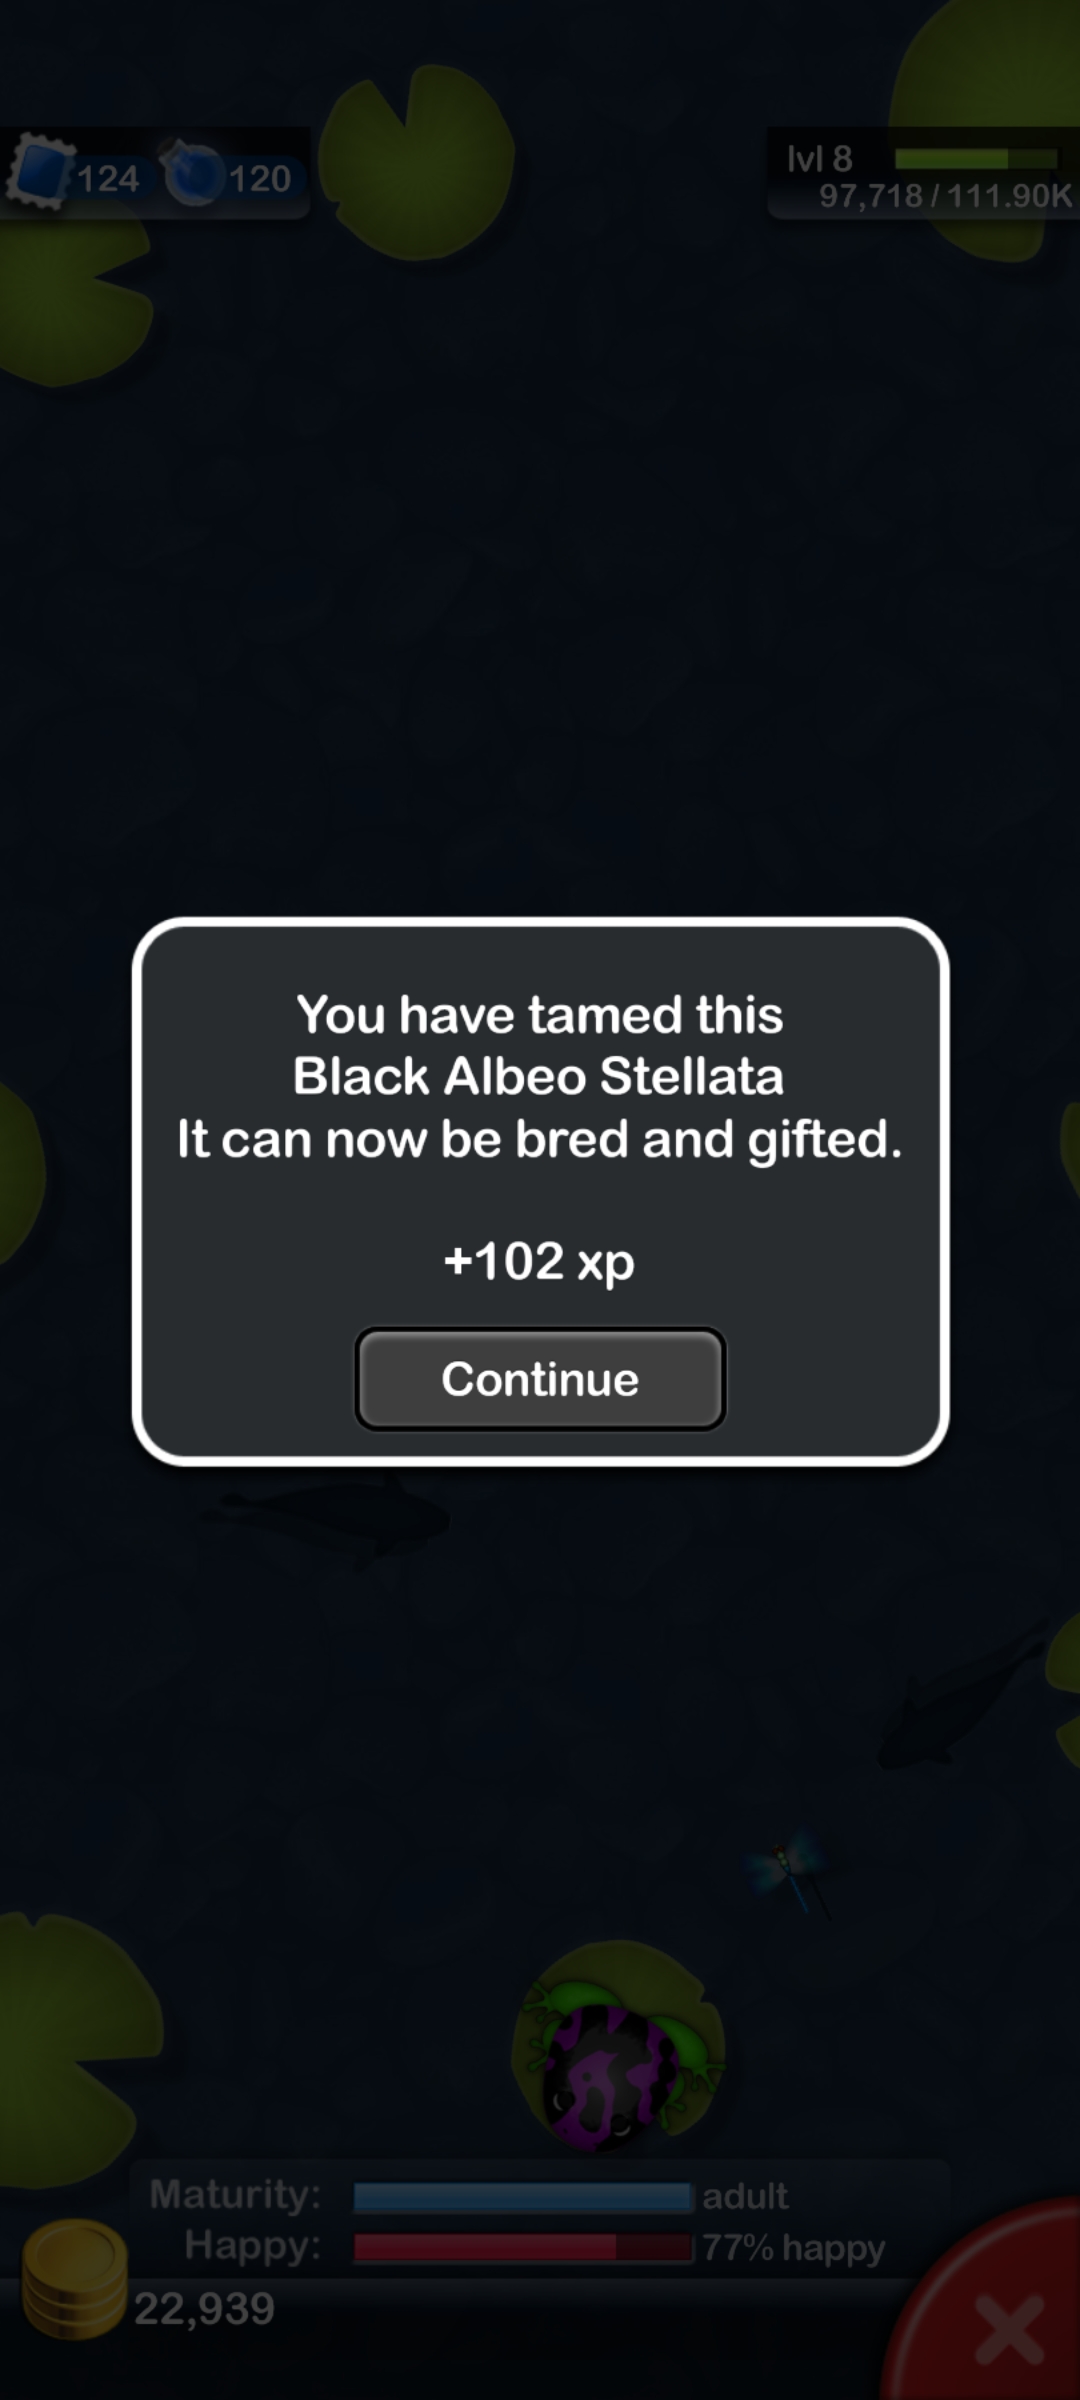 124
120
lvl 8
97,718 / 111.90K
You have tamed this
Black Albeo Stellata
It can now be bred and gifted.
+102 xp
Continue
Maturity: adult
Happy: 77% happy
22,939